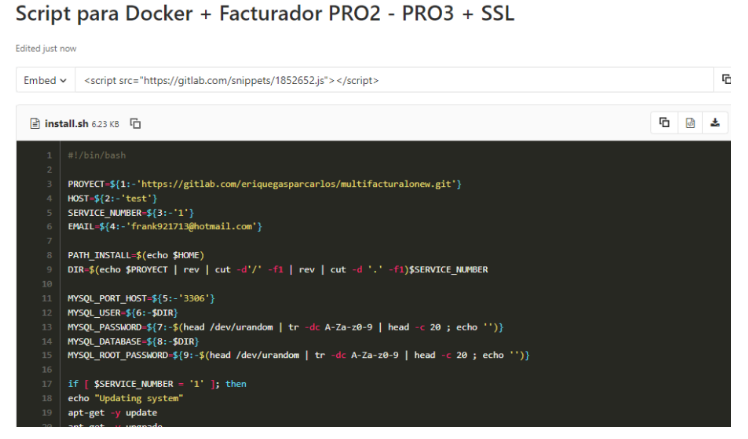 Script para Docker + Facturador PRO2 - PRO3 + SSL
Edited just now
Embed <script src="https://gitlab.com/snippets/1852652.js"></script>
install.sh 6.23 KB
1 #!/bin/bash
2
3 PROYECT=${1:-'https://gitlab.com/eriquegasparcarlos/multifacturalonew.git'}
4 HOST=${2:-'test'}
5 SERVICE_NUMBER=${3:-'1'}
6 EMAIL=${4:-'frank921713@hotmail.com'}
7
8 PATH_INSTALL=$(echo $HOME)
9 DIR=$(echo $PROYECT | rev | cut -d'/' -f1 | rev | cut -d '.' -f1)$SERVICE_NUMBER
10
11 MYSQL_PORT_HOST=${5:-'3306'}
12 MYSQL_USER=${6:-$DIR}
13 MYSQL_PASSWORD=${7:-$(head /dev/urandom | tr -dc A-Za-z0-9 | head -c 20 ; echo '')}
14 MYSQL_DATABASE=${8:-$DIR}
15 MYSQL_ROOT_PASSWORD=${9:-$(head /dev/urandom | tr -dc A-Za-z0-9 | head -c 20 ; echo '')}
16
17 if [ $SERVICE_NUMBER = '1' ]; then
18 echo "Updating system"
19 apt-get -y update
20 apt-get -y upgrade